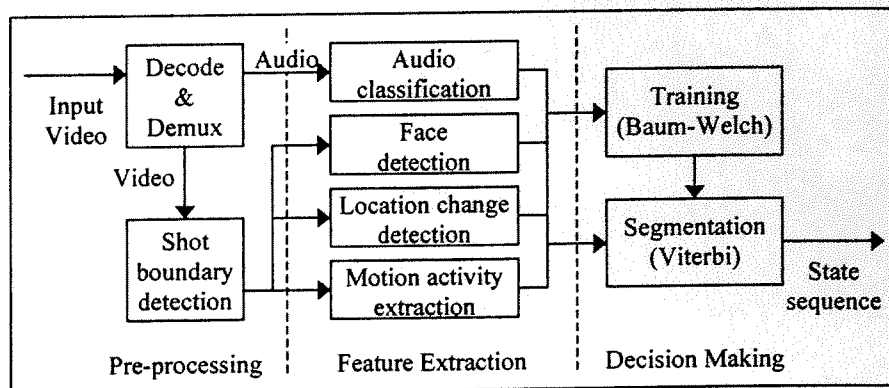 Input
Video
Decode
&
Demux
Audio
Video
Shot
boundary
detection
Audio
classification
Face
detection
Location change
detection
Motion activity
extraction
Training
(Baum-Welch)
Segmentation
(Viterbi)
State
sequence
Pre-processing
Feature Extraction
Decision Making